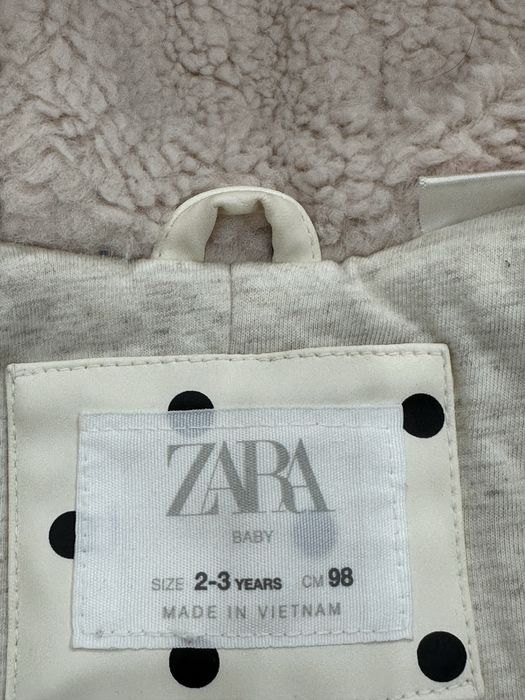 ZARA
BABY
SIZE 2-3 YEARS CM 98
MADE IN VIETNAM